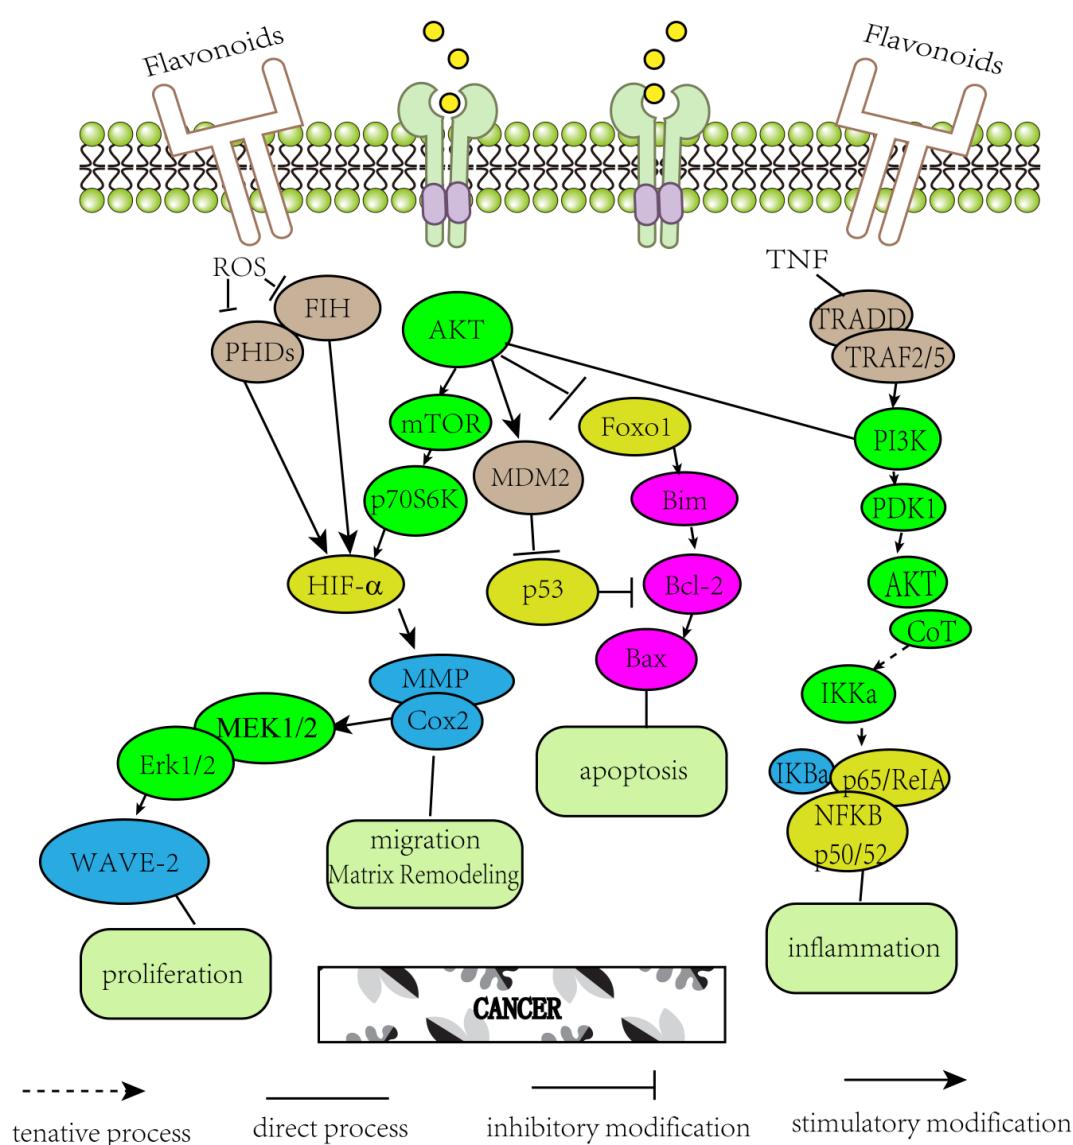 Flavonoids
Flavonoids
ROS
FIH
PHDs
AKT
mTOR
p70S6K
MDM2
HIF-α
p53
Foxo1
Bim
Bcl-2
Bax
TNF
TRADD
TRAF2/5
PI3K
PDK1
AKT
CoT
IKKa
IKBa
p65/ReIA
NFKB
p50/52
MMP
Cox2
MEK1/2
Erk1/2
WAVE-2
apoptosis
migration
Matrix Remodeling
proliferation
inflammation
CANCER
tenative process
direct process
inhibitory modification
stimulatory modification